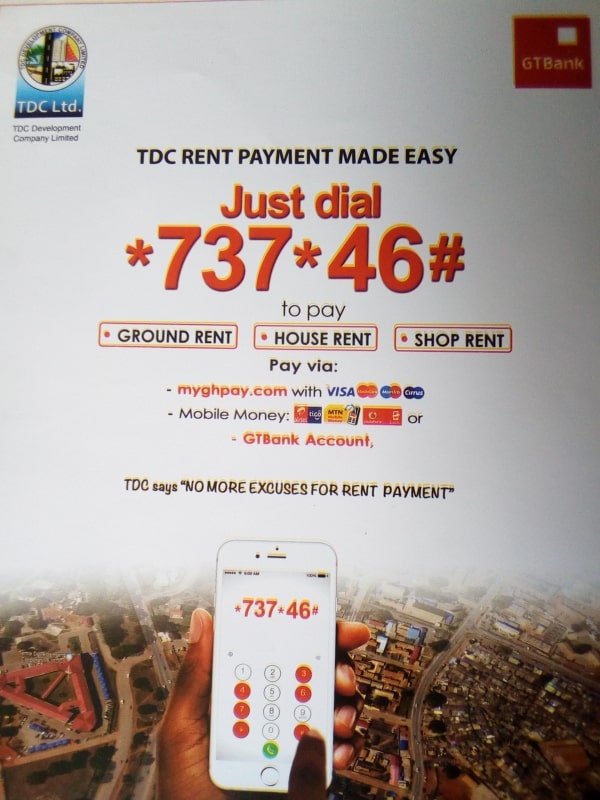 TDC Ltd.
TDC Development
Company Limited
GTBank
TDC RENT PAYMENT MADE EASY
Just dial
*737*46#
to pay
• GROUND RENT • HOUSE RENT • SHOP RENT
Pay via:
- myghpay.com with VISA Maestro Cirrus
- Mobile Money: airtel tigo MTN or
- GTBank Account,
TDC says "NO MORE EXCUSES FOR RENT PAYMENT"
100%
*737*46#
1 2 3
4 5 6
7 8 9
* 0